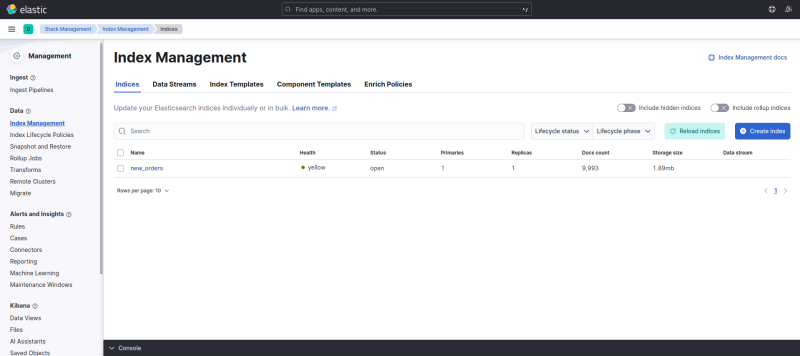 elastic
Find apps, content, and more.
^/
D
Stack Management
Index Management
Indices
Management
Ingest
Ingest Pipelines
Data
Index Management
Index Lifecycle Policies
Snapshot and Restore
Rollup Jobs
Transforms
Remote Clusters
Migrate
Alerts and Insights
Rules
Cases
Connectors
Reporting
Machine Learning
Maintenance Windows
Kibana
Data Views
Files
AI Assistants
Saved Objects
Index Management
Index Management docs
Indices Data Streams Index Templates Component Templates Enrich Policies
Update your Elasticsearch indices individually or in bulk. Learn more.
Include hidden indices Include rollup indices
Search
Lifecycle status Lifecycle phase Reload indices Create index
Name Health Status Primaries Replicas Docs count Storage size Data stream
new_orders yellow open 1 1 9,993 1.89mb
Rows per page: 10
1
Console